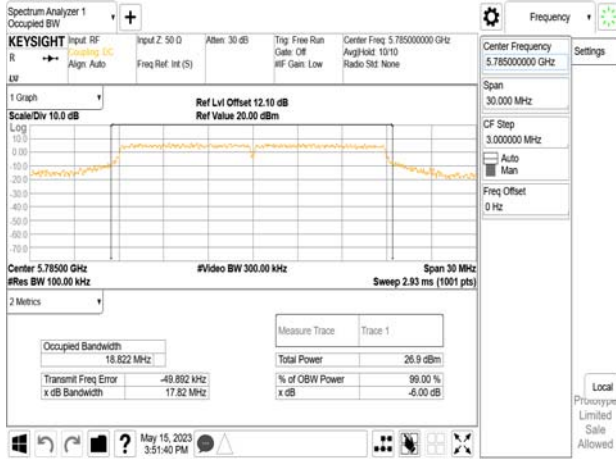 Spectrum Analyzer 1
Occupied BW
+
Frequency
KEYSIGHT Input: RF
Coupling: DC
Align: Auto
R
LXI
Input Z: 50 Ω
Freq Ref: Int (S)
Atten: 30 dB
Trig: Free Run
Gate: Off
#IF Gain: Low
Center Freq: 5.785000000 GHz
Avg|Hold: 10/10
Radio Std: None
Center Frequency
5.785000000 GHz
Settings
Span
30.000 MHz
CF Step
3.000000 MHz
Auto
Man
Freq Offset
0 Hz
1 Graph
Scale/Div 10.0 dB
Ref Lvl Offset 12.10 dB
Ref Value 20.00 dBm
Log
10.0
0.00
-10.0
-20.0
-30.0
-40.0
-50.0
-60.0
-70.0
Center 5.78500 GHz
#Res BW 100.00 kHz
#Video BW 300.00 kHz
Span 30 MHz
Sweep 2.93 ms (1001 pts)
2 Metrics
Measure Trace Trace 1
Occupied Bandwidth
18.822 MHz
Total Power 26.9 dBm
Transmit Freq Error -49.892 kHz
% of OBW Power 99.00 %
x dB Bandwidth 17.82 MHz
x dB -6.00 dB
Local
Prototype
Limited
Sale
Allowed
?
May 15, 2023
3:51:40 PM